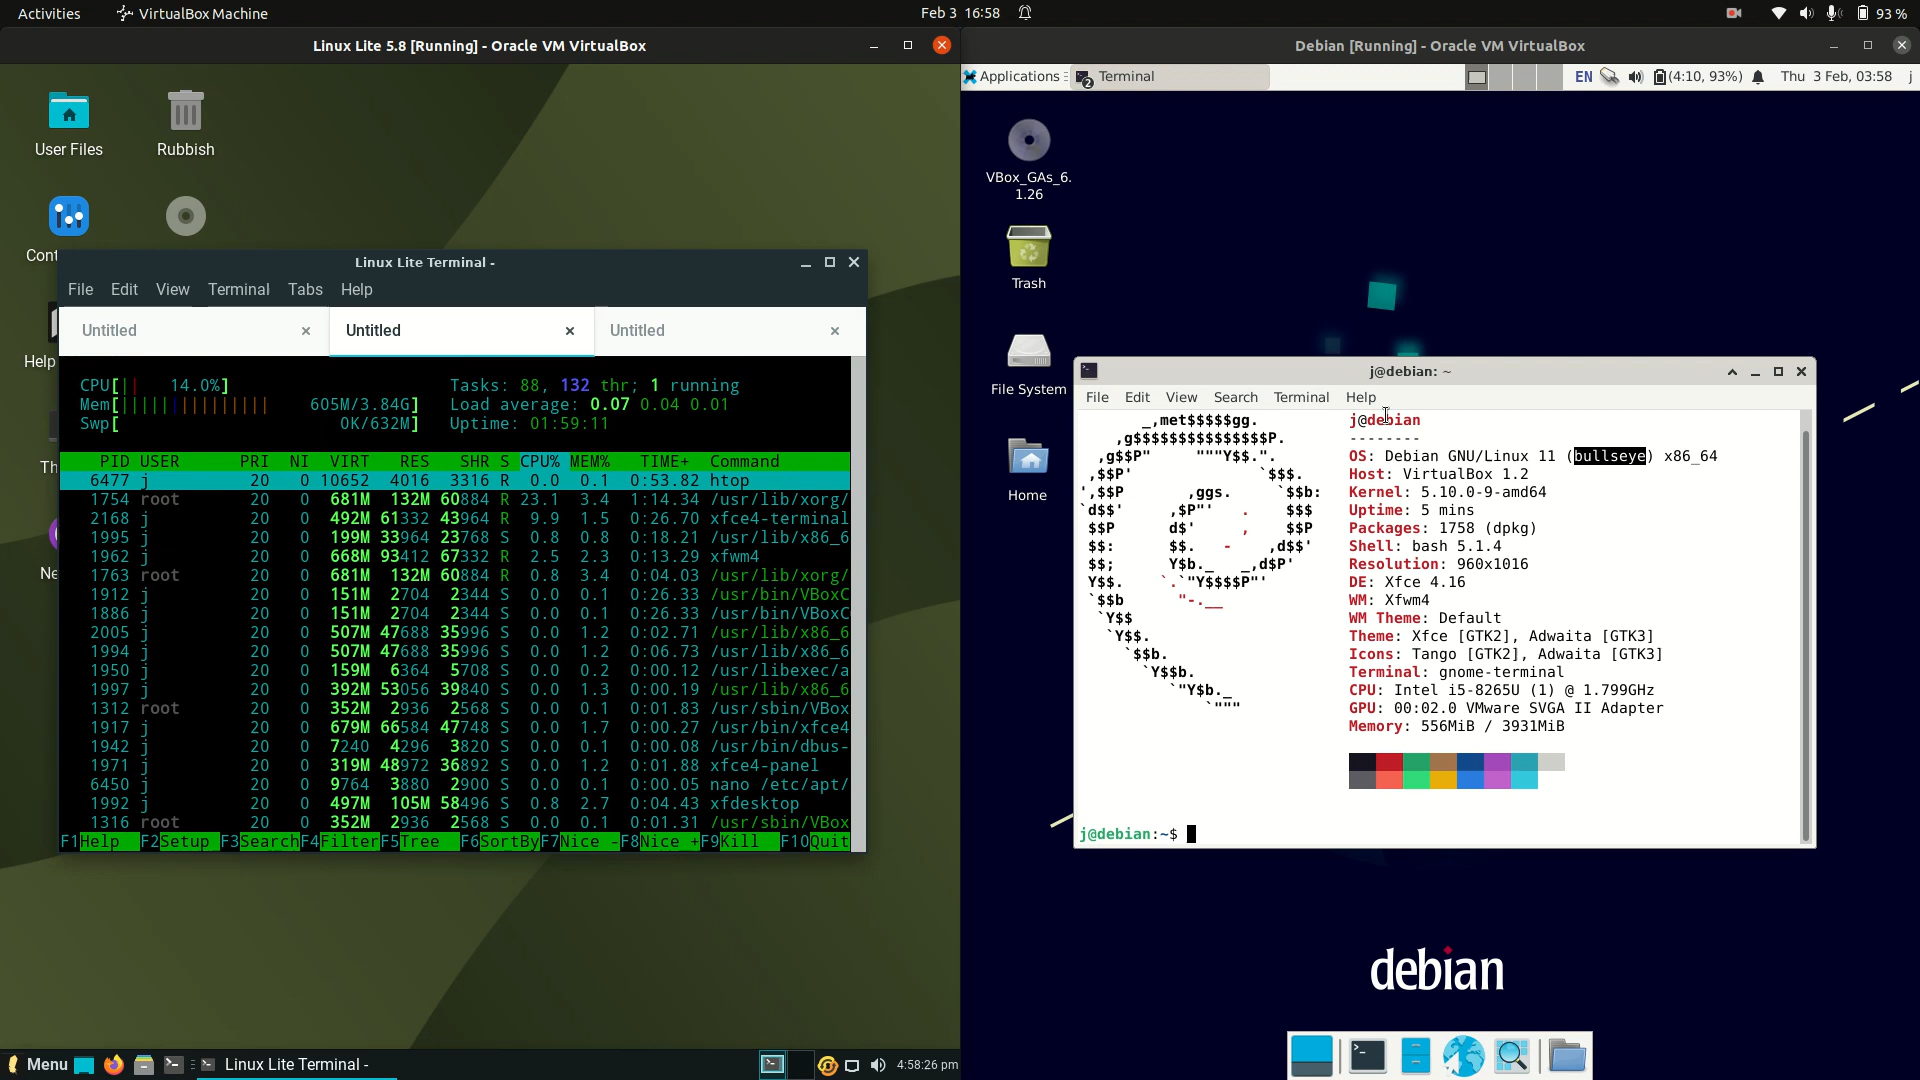 Activities
VirtualBox Machine
Feb 3 16:58
93 %
Linux Lite 5.8 [Running] - Oracle VM VirtualBox
User Files
Rubbish
Cont
Help
Th
Ne
Linux Lite Terminal -
File Edit View Terminal Tabs Help
Untitled
Untitled
Untitled
CPU[|| 14.0%] Tasks: 88, 132 thr; 1 running
Mem[||||||||||||||| 605M/3.84G] Load average: 0.07 0.04 0.01
Swp[ 0K/632M] Uptime: 01:59:11
PID USER PRI NI VIRT RES SHR S CPU% MEM% TIME+ Command
6477 j 20 0 10652 4016 3316 R 0.0 0.1 0:53.82 htop
1754 root 20 0 681M 132M 60884 R 23.1 3.4 1:14.34 /usr/lib/xorg/
2168 j 20 0 492M 61332 43964 R 9.9 1.5 0:26.70 xfce4-terminal
1995 j 20 0 199M 33964 23768 S 0.8 0.8 0:18.21 /usr/lib/x86_6
1962 j 20 0 668M 93412 67332 R 2.5 2.3 0:13.29 xfwm4
1763 root 20 0 681M 132M 60884 R 0.8 3.4 0:04.03 /usr/lib/xorg/
1912 j 20 0 151M 2704 2344 S 0.0 0.1 0:26.33 /usr/bin/VBoxC
1886 j 20 0 151M 2704 2344 S 0.0 0.1 0:26.33 /usr/bin/VBoxC
2005 j 20 0 507M 47688 35996 S 0.0 1.2 0:02.71 /usr/lib/x86_6
1994 j 20 0 507M 47688 35996 S 0.0 1.2 0:06.73 /usr/lib/x86_6
1950 j 20 0 159M 6364 5708 S 0.0 0.2 0:00.12 /usr/libexec/a
1997 j 20 0 392M 53056 39840 S 0.0 1.3 0:00.19 /usr/lib/x86_6
1312 root 20 0 352M 2936 2568 S 0.0 0.1 0:01.83 /usr/sbin/VBox
1917 j 20 0 679M 66584 47748 S 0.0 1.7 0:00.27 /usr/bin/xfce4
1942 j 20 0 7240 4296 3820 S 0.0 0.1 0:00.08 /usr/bin/dbus-
1971 j 20 0 319M 48972 36892 S 0.0 1.2 0:01.88 xfce4-panel
6450 j 20 0 9764 3880 2900 S 0.0 0.1 0:00.05 nano /etc/apt/
1992 j 20 0 497M 105M 58496 S 0.8 2.7 0:04.43 xfdesktop
1316 root 20 0 352M 2936 2568 S 0.0 0.1 0:01.31 /usr/sbin/VBox
F1Help F2Setup F3SearchF4FilterF5Tree F6SortByF7Nice -F8Nice +F9Kill F10Quit
Menu
Linux Lite Terminal -
4:58:26 pm
Debian [Running] - Oracle VM VirtualBox
Applications
2 Terminal
EN
(4:10, 93%)
Thu 3 Feb, 03:58
j
VBox_GAs_6.
1.26
Trash
File System
Home
j@debian: ~
File Edit View Search Terminal Help
_,met$$$$$gg. j@debian
,g$$$$$$$$$$$$$$$P. --------
,g$$P" """Y$$.". OS: Debian GNU/Linux 11 (bullseye) x86_64
,$$P' `$$$. Host: VirtualBox 1.2
',$$P ,ggs. `$$b: Kernel: 5.10.0-9-amd64
`d$$' ,$P"' . $$$ Uptime: 5 mins
$$P d$' , $$P Packages: 1758 (dpkg)
$$: $$. - ,d$$' Shell: bash 5.1.4
$$; Y$b._ _,d$P' Resolution: 960x1016
Y$$. `.`"Y$$$$P"' DE: Xfce 4.16
`$$b "-.__ WM: Xfwm4
`Y$$ WM Theme: Default
`Y$$. Theme: Xfce [GTK2], Adwaita [GTK3]
`$$b. Icons: Tango [GTK2], Adwaita [GTK3]
`Y$$b. Terminal: gnome-terminal
`"Y$b._ CPU: Intel i5-8265U (1) @ 1.799GHz
`""" GPU: 00:02.0 VMware SVGA II Adapter
Memory: 556MiB / 3931MiB
j@debian:~$
debian